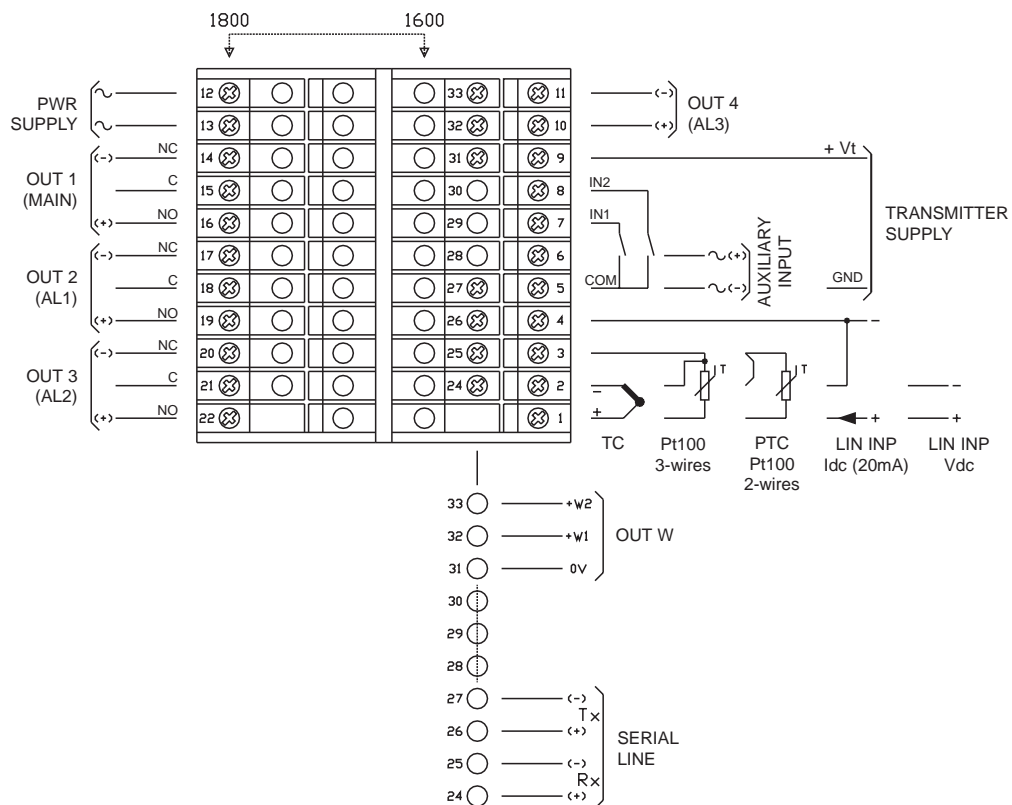 1800 1600
PWR
SUPPLY
12 33 11 (-)
13 32 10 (+)
OUT 4
(AL3)
OUT 1
(MAIN)
(-) NC 14 31 9 + Vt
C 15 30 8 IN2
(+) NO 16 29 7 IN1
TRANSMITTER
SUPPLY
OUT 2
(AL1)
(-) NC 17 28 6 (+)
C 18 27 5 COM (-) GND
AUXILIARY
INPUT
(+) NO 19 26 4 -
OUT 3
(AL2)
(-) NC 20 25 3 T T
C 21 24 2 - -
(+) NO 22 1 + + +
TC
Pt100
3-wires
PTC
Pt100
2-wires
LIN INP
Idc (20mA)
LIN INP
Vdc
33 +W2
32 +W1
31 0V
OUT W
30
29
28
27 (-)
Tx
26 (+)
25 (-)
Rx
24 (+)
SERIAL
LINE